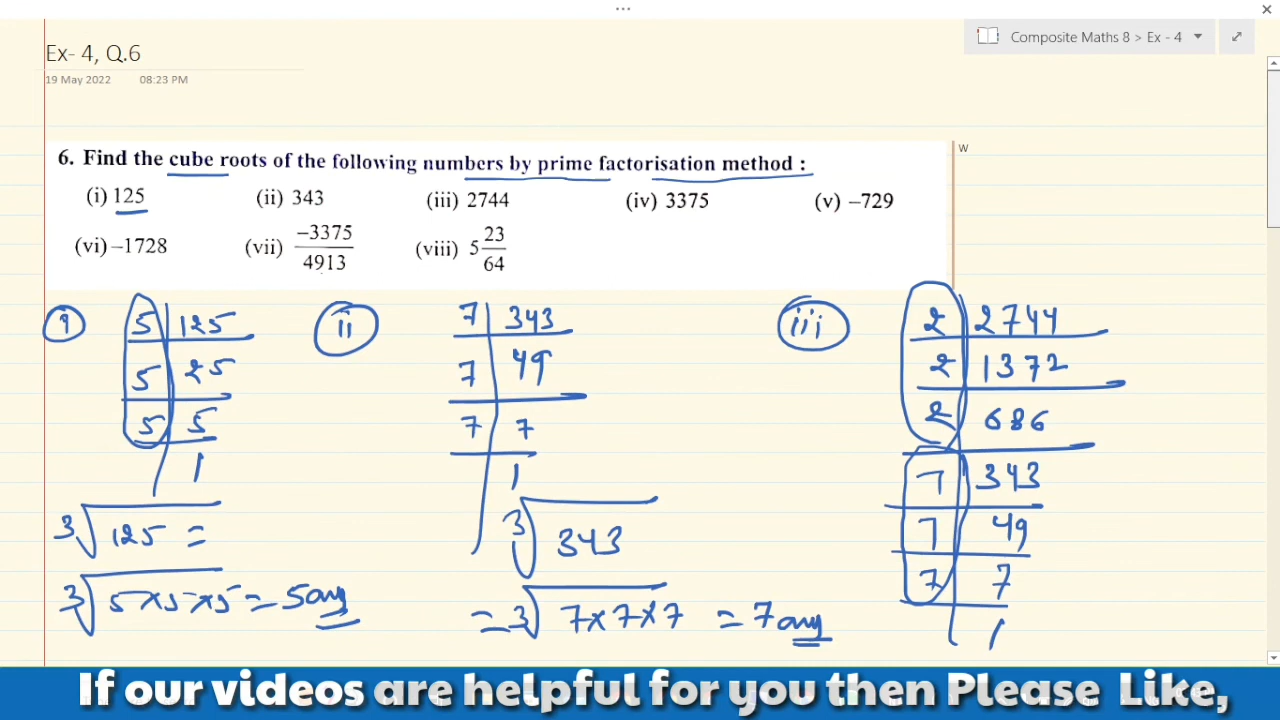 Ex- 4, Q.6
19 May 2022 08:23 PM
Composite Maths 8 > Ex - 4
W
6. Find the cube roots of the following numbers by prime factorisation method :
(i) 125 (ii) 343 (iii) 2744 (iv) 3375 (v) –729
(vi) –1728 (vii) –3375/4913 (viii) 5 23/64
i
5 | 125
5 | 25
5 | 5
1
∛125 =
∛5×5×5 = 5 ans
ii
7 | 343
7 | 49
7 | 7
1
∛343
= ∛7×7×7 = 7 ans
iii
2 | 2744
2 | 1372
2 | 686
7 | 343
7 | 49
7 | 7
1
If our videos are helpful for you then Please Like,